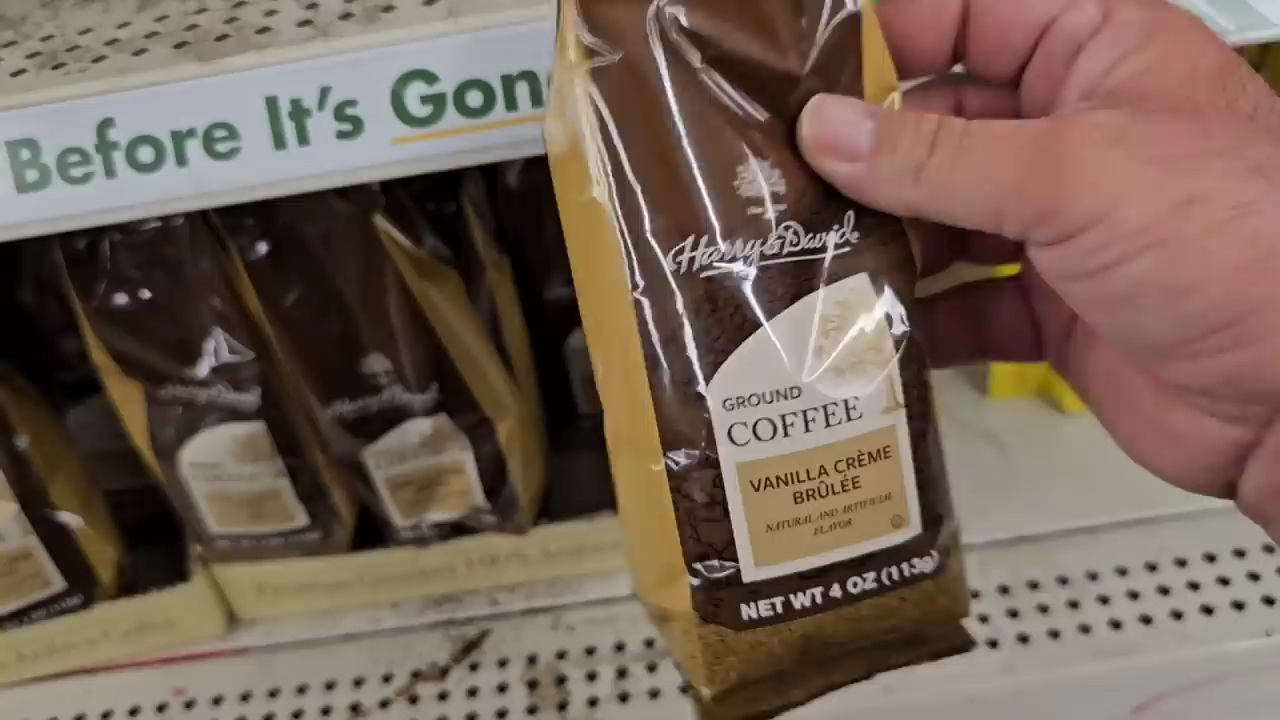 Before It's Gon
Harry & David
GROUND
COFFEE
VANILLA CRÈME
BRÛLÉE
NATURAL AND ARTIFICIAL
FLAVOR
NET WT 4 OZ (113g)